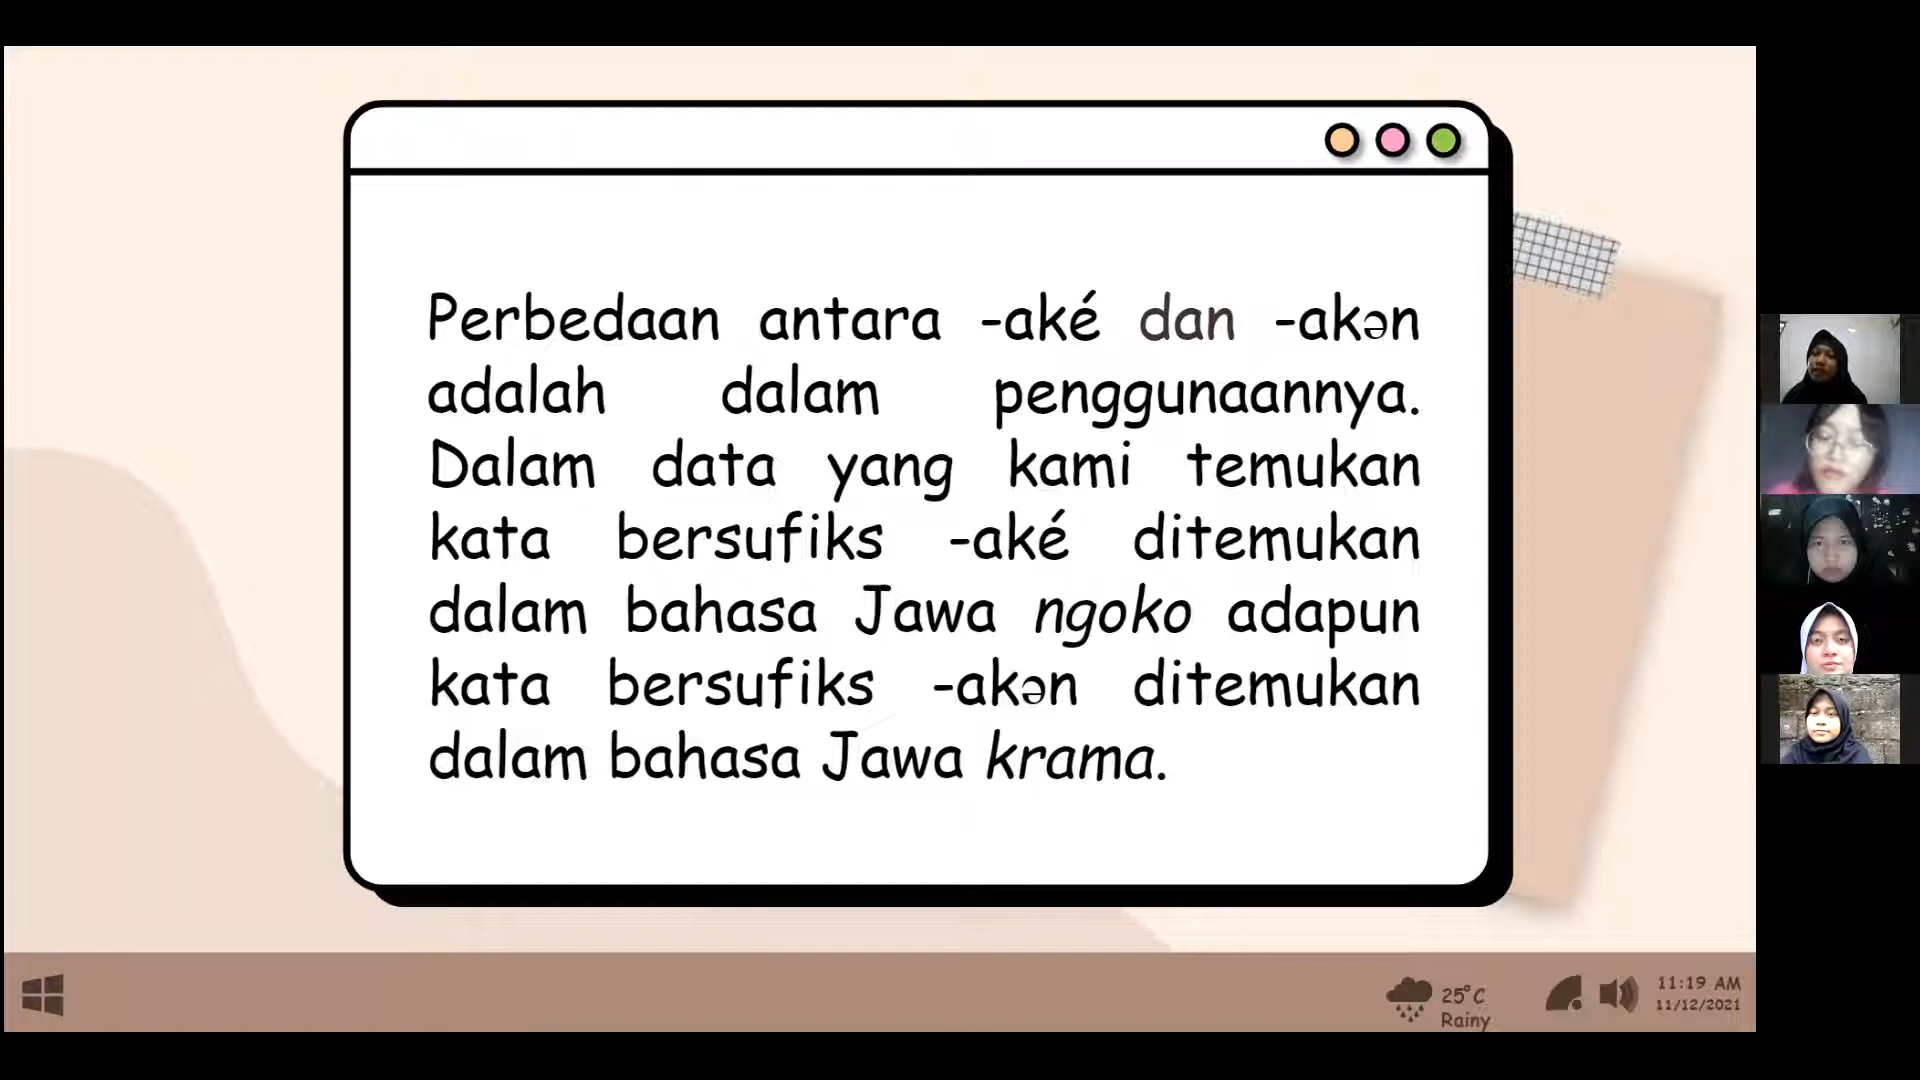 Perbedaan antara -aké dan -akən
adalah dalam penggunaannya.
Dalam data yang kami temukan
kata bersufiks -aké ditemukan
dalam bahasa Jawa ngoko adapun
kata bersufiks -akən ditemukan
dalam bahasa Jawa krama.
25°C
Rainy
11:19 AM
11/12/2021